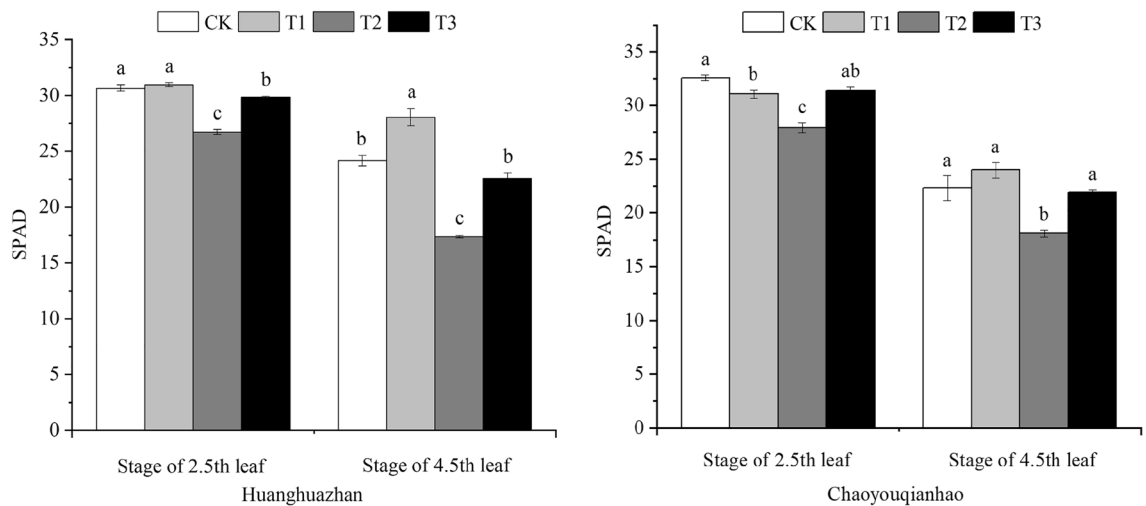 CK T1 T2 T3
35
30
25
20
15
10
5
0
SPAD
a a c b
b a c b
Stage of 2.5th leaf Stage of 4.5th leaf
Huanghuazhan
CK T1 T2 T3
35
30
25
20
15
10
5
0
SPAD
a b c ab
a a b a
Stage of 2.5th leaf Stage of 4.5th leaf
Chaoyouqianhao